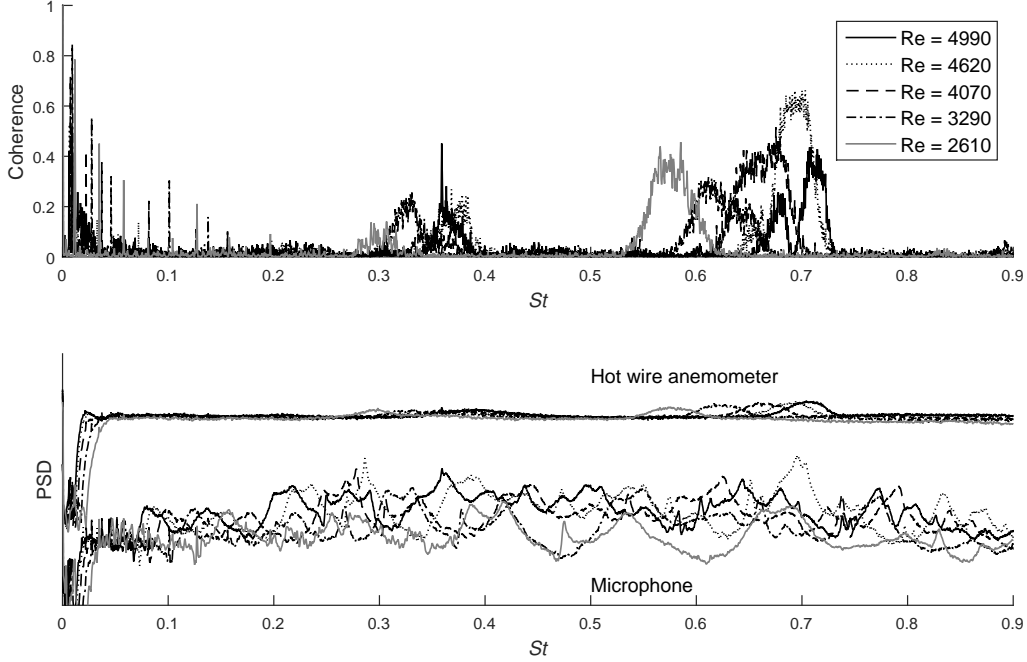 1
0.8
0.6
0.4
0.2
0
Coherence
Re = 4990
Re = 4620
Re = 4070
Re = 3290
Re = 2610
0 0.1 0.2 0.3 0.4 0.5 0.6 0.7 0.8 0.9
St
Hot wire anemometer
PSD
Microphone
0 0.1 0.2 0.3 0.4 0.5 0.6 0.7 0.8 0.9
St